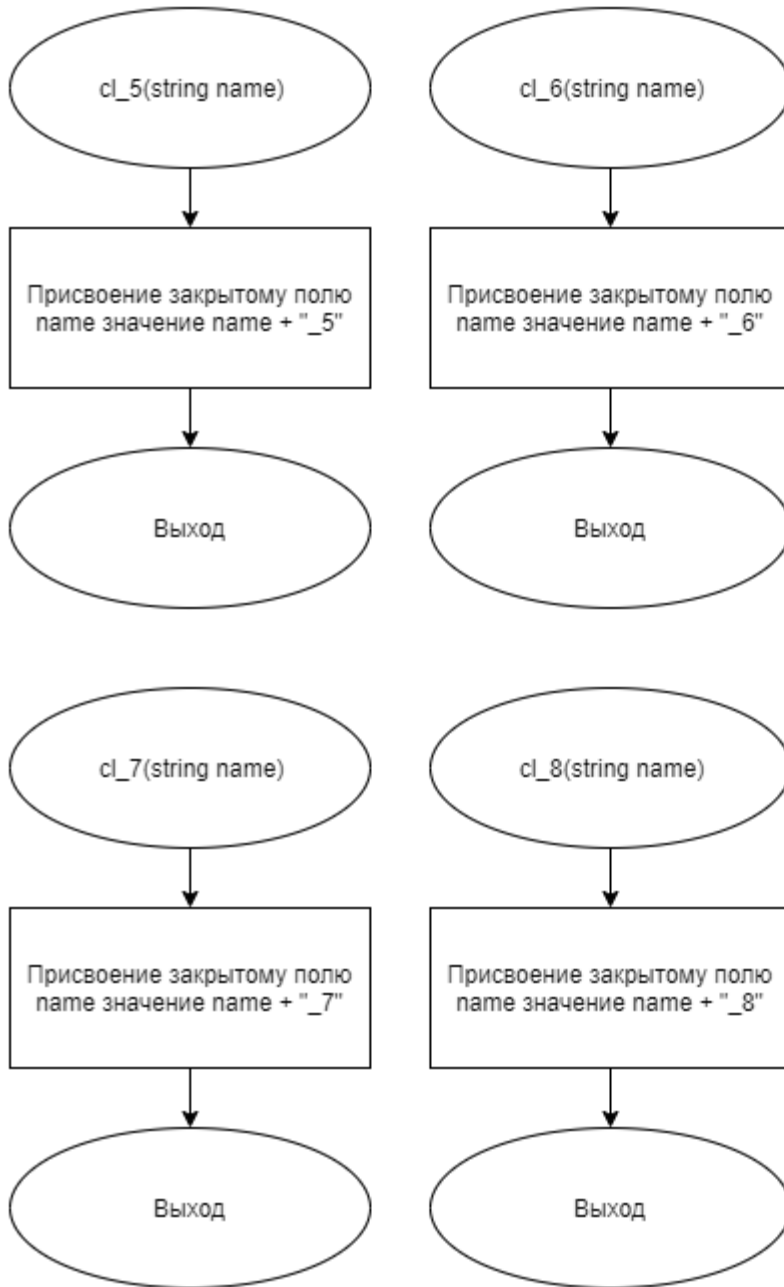 cl_5(string name)
cl_6(string name)
Присвоение закрытому полю
name значение name + "_5"
Присвоение закрытому полю
name значение name + "_6"
Выход
Выход
cl_7(string name)
cl_8(string name)
Присвоение закрытому полю
name значение name + "_7"
Присвоение закрытому полю
name значение name + "_8"
Выход
Выход